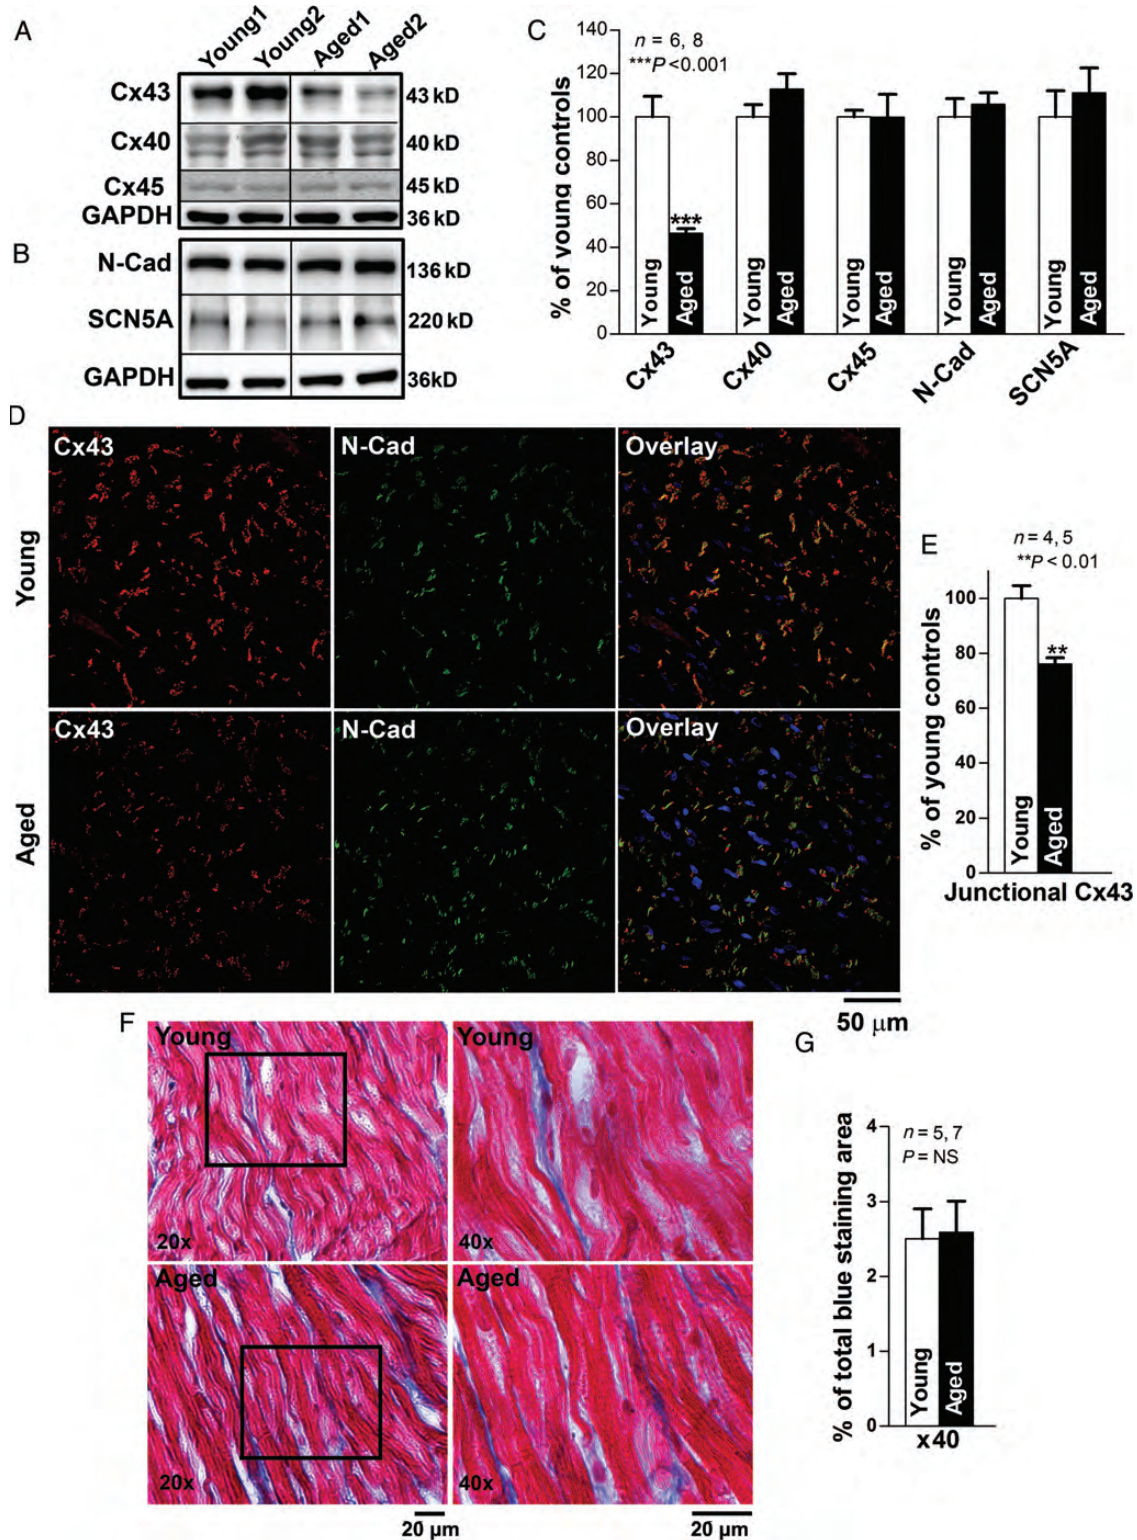 A
Young1 Young2 Aged1 Aged2
Cx43 43 kD
Cx40 40 kD
Cx45 45 kD
GAPDH 36 kD
B
N-Cad 136 kD
SCN5A 220 kD
GAPDH 36kD
C
n = 6, 8
***P<0.001
% of young controls
140
120
100
80
60
40
20
0
***
Young Aged Young Aged Young Aged Young Aged Young Aged
Cx43 Cx40 Cx45 N-Cad SCN5A
D
Cx43 N-Cad Overlay
Young
Cx43 N-Cad Overlay
Aged
50 μm
E
n = 4, 5
**P < 0.01
% of young controls
100
80
60
40
20
0
**
Young Aged
Junctional Cx43
F
Young Young
20x 40x
Aged Aged
20x 40x
20 μm 20 μm
G
n = 5, 7
P = NS
% of total blue staining area
4
3
2
1
0
Young Aged
x40